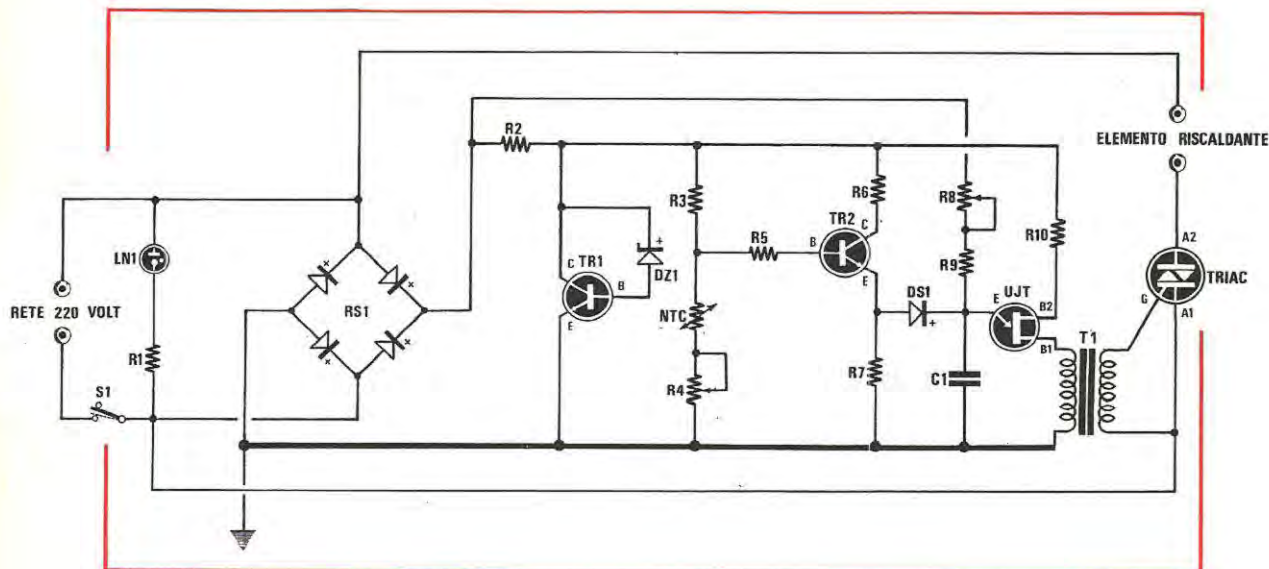 R2
ELEMENTO RISCALDANTE
R3
R6
R8
TR2
C
B
E
R5
R10
LN1
A2
DZ1
R9
TRIAC
G
A1
C
TR1
B
E
RS1
UJT
E
B2
B1
DS1
RETE 220 VOLT
NTC
T1
R1
R7
C1
R4
S1